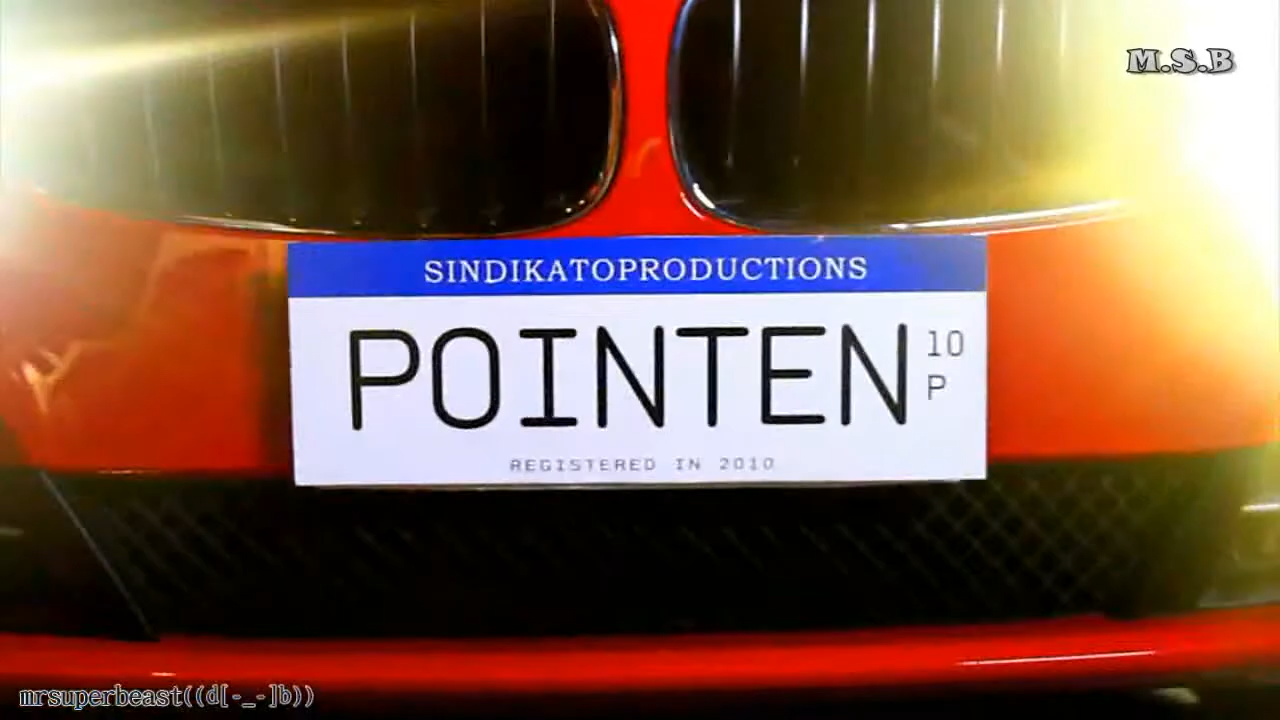 M.S.B
SINDIKATOPRODUCTIONS
POINTEN
10
P
REGISTERED IN 2010
mrsuperbeast((d[-_-]b))